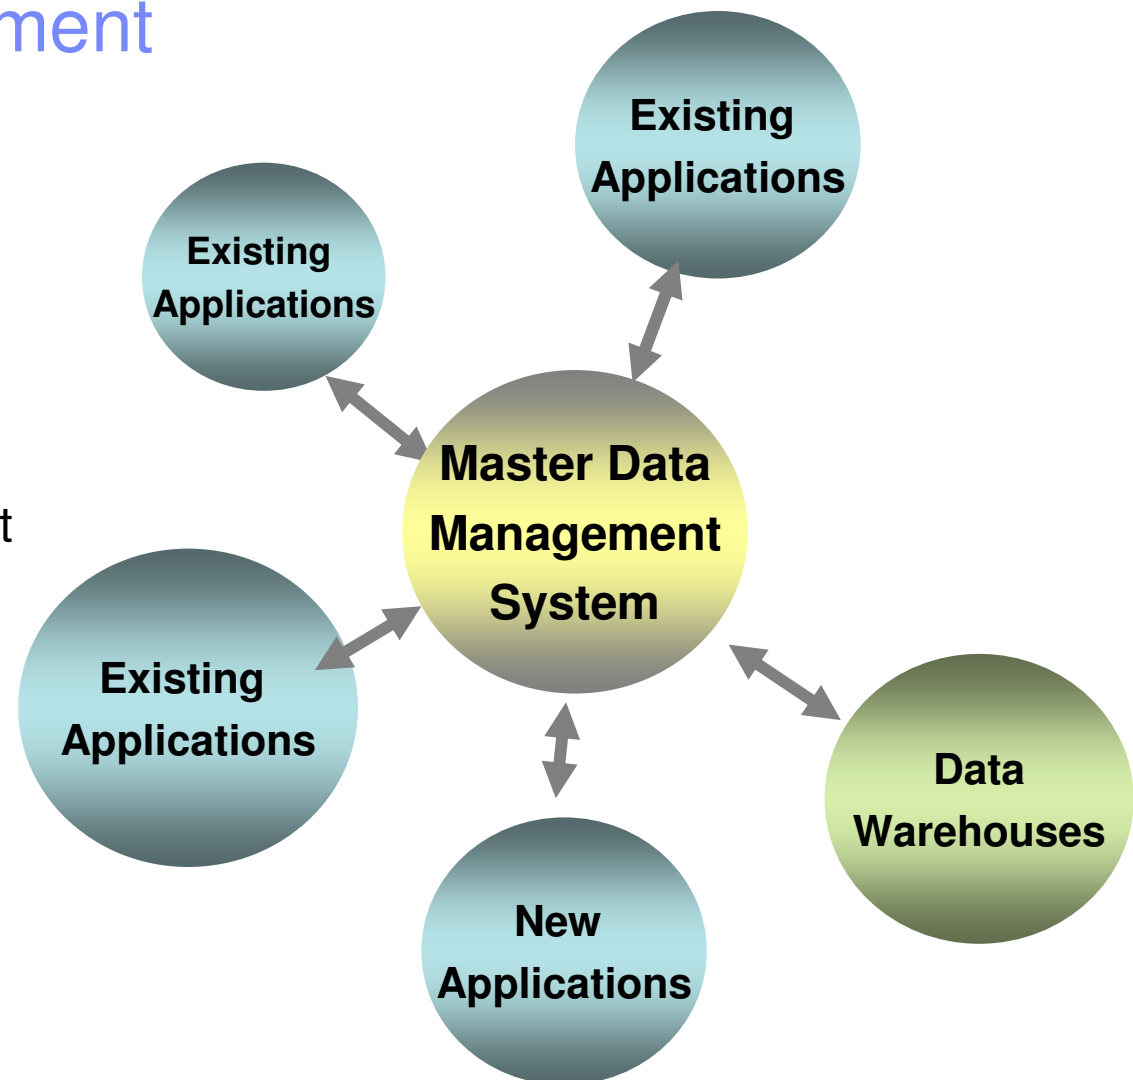 ment
Existing
Applications
Existing
Applications
Master Data
Management
System
t
Existing
Applications
Data
Warehouses
New
Applications